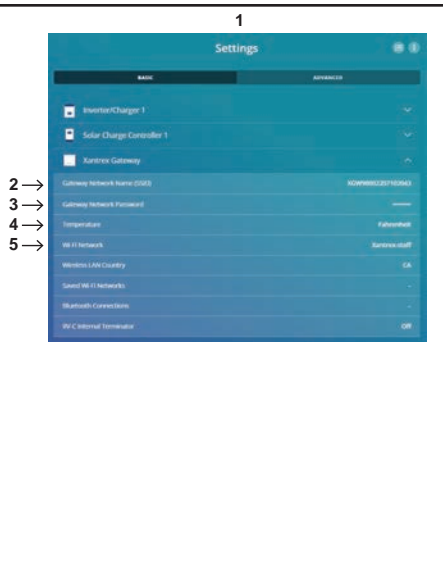 1
Settings
BASIC ADVANCED
Inverter/Charger 1
Solar Charge Controller 1
Xantrex Gateway
2 → Gateway Network Name (SSID)
3 → Gateway Network Password
4 → Temperature Fahrenheit
5 → Wi-Fi Network Xantrex-staff
Wireless LAN Country CA
Saved Wi-Fi Networks -
Bluetooth Connections -
RV-C Internal Terminator Off